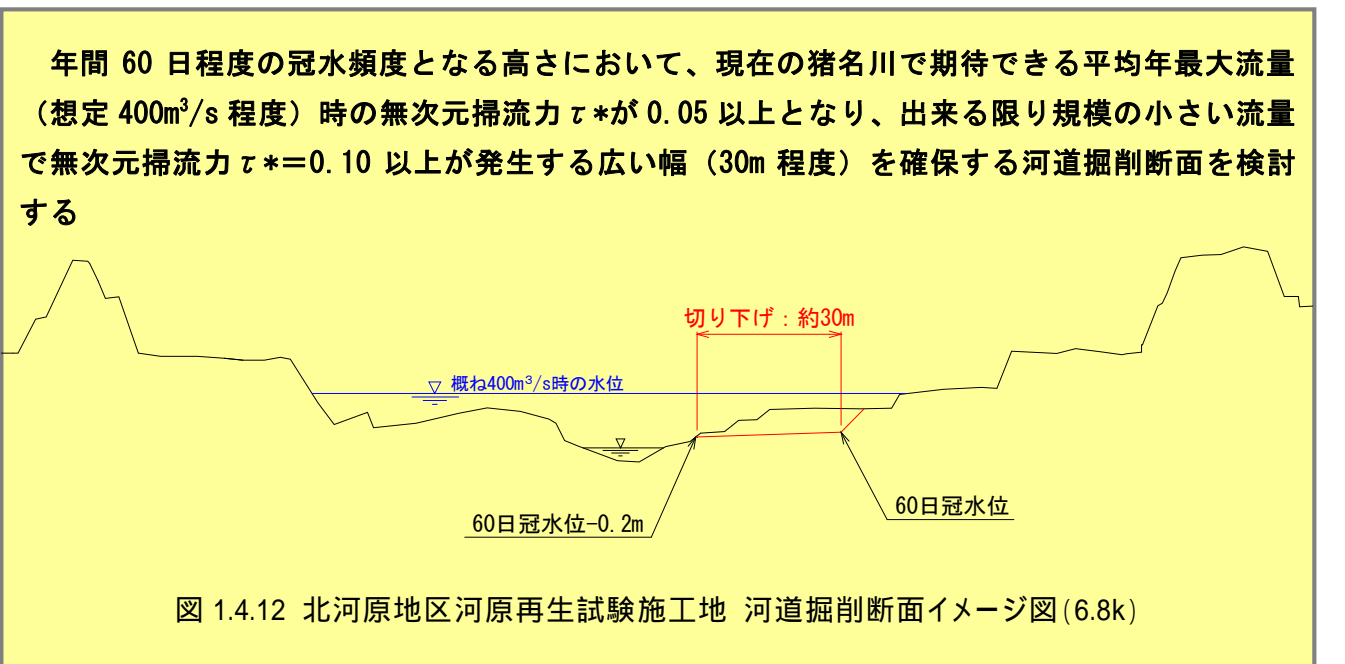 年間 60 日程度の冠水頻度となる高さにおいて、現在の猪名川で期待できる平均年最大流量
（想定 400m³/s 程度）時の無次元掃流力τ*が 0.05 以上となり、出来る限り規模の小さい流量
で無次元掃流力τ*＝0.10 以上が発生する広い幅（30m 程度）を確保する河道掘削断面を検討
する
切り下げ：約30m
概ね400m³/s時の水位
60日冠水位
60日冠水位-0.2m
図 1.4.12 北河原地区河原再生試験施工地 河道掘削断面イメージ図(6.8k)